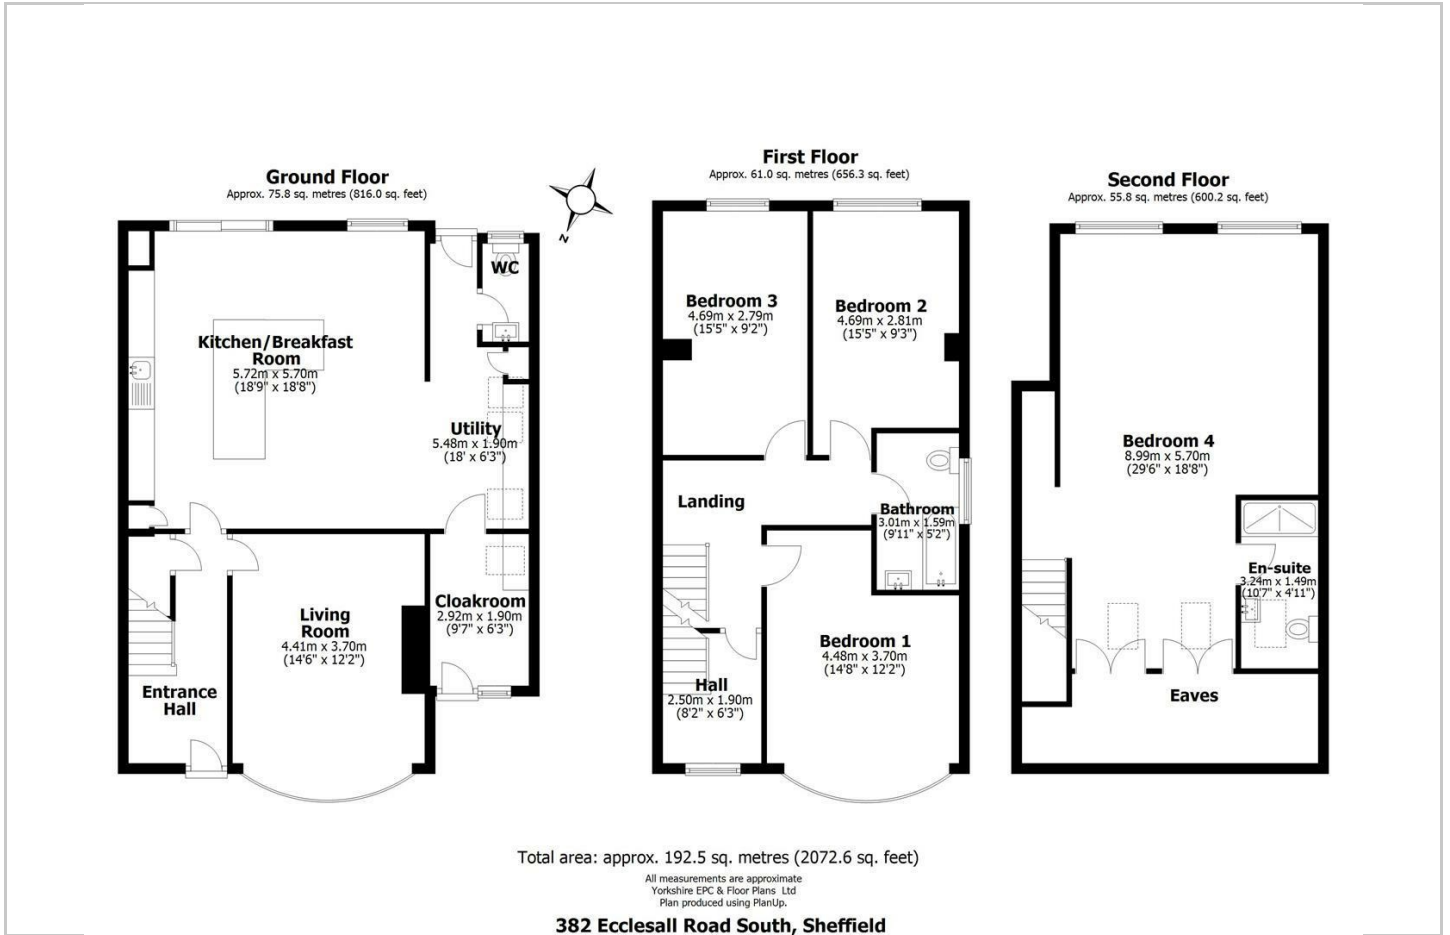 Ground Floor
Approx. 75.8 sq. metres (816.0 sq. feet)
N
WC
Kitchen/Breakfast
Room
5.72m x 5.70m
(18'9" x 18'8")
Utility
5.48m x 1.90m
(18' x 6'3")
Living
Room
4.41m x 3.70m
(14'6" x 12'2")
Cloakroom
2.92m x 1.90m
(9'7" x 6'3")
Entrance
Hall
First Floor
Approx. 61.0 sq. metres (656.3 sq. feet)
Bedroom 3
4.69m x 2.79m
(15'5" x 9'2")
Bedroom 2
4.69m x 2.81m
(15'5" x 9'3")
Landing
Bathroom
3.01m x 1.59m
(9'11" x 5'2")
Bedroom 1
4.48m x 3.70m
(14'8" x 12'2")
Hall
2.50m x 1.90m
(8'2" x 6'3")
Second Floor
Approx. 55.8 sq. metres (600.2 sq. feet)
Bedroom 4
8.99m x 5.70m
(29'6" x 18'8")
En-suite
3.24m x 1.49m
(10'7" x 4'11")
Eaves
Total area: approx. 192.5 sq. metres (2072.6 sq. feet)
All measurements are approximate
Yorkshire EPC & Floor Plans Ltd
Plan produced using PlanUp.
382 Ecclesall Road South, Sheffield